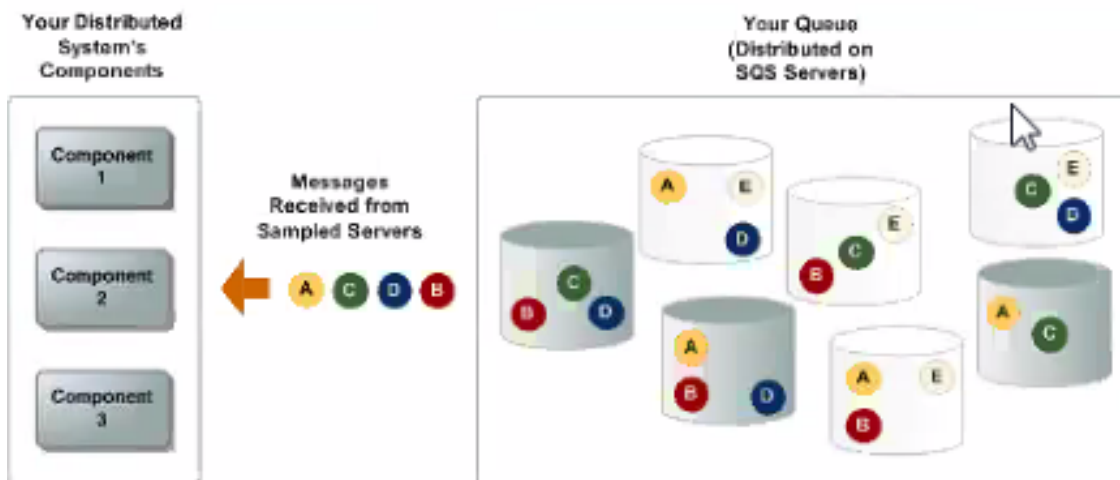 Your Distributed
System's
Components
Your Queue
(Distributed on
SQS Servers)
Component
1
Component
2
Component
3
Messages
Received from
Sampled Servers
A C D B
B C D
A E
D
B C E
E
C
D
A
B D
A E
B
A
C